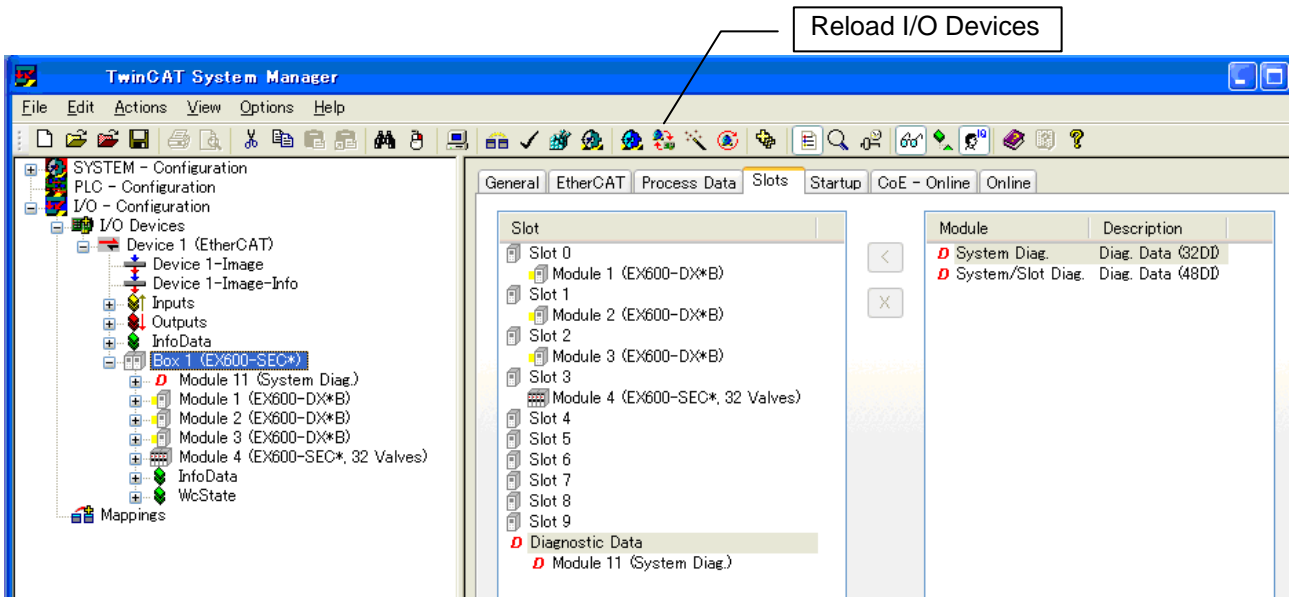 Reload I/O Devices
TwinCAT System Manager
File Edit Actions View Options Help
SYSTEM - Configuration
PLC - Configuration
I/O - Configuration
I/O Devices
Device 1 (EtherCAT)
Device 1-Image
Device 1-Image-Info
Inputs
Outputs
InfoData
Box 1 (EX600-SEC*)
Module 11 (System Diag.)
Module 1 (EX600-DX*B)
Module 2 (EX600-DX*B)
Module 3 (EX600-DX*B)
Module 4 (EX600-SEC*, 32 Valves)
InfoData
WcState
Mappings
General EtherCAT Process Data Slots Startup CoE - Online Online
Slot
Slot 0
Module 1 (EX600-DX*B)
Slot 1
Module 2 (EX600-DX*B)
Slot 2
Module 3 (EX600-DX*B)
Slot 3
Module 4 (EX600-SEC*, 32 Valves)
Slot 4
Slot 5
Slot 6
Slot 7
Slot 8
Slot 9
D Diagnostic Data
D Module 11 (System Diag.)
< 
X
Module Description
D System Diag. Diag. Data (32DI)
D System/Slot Diag. Diag. Data (48DI)